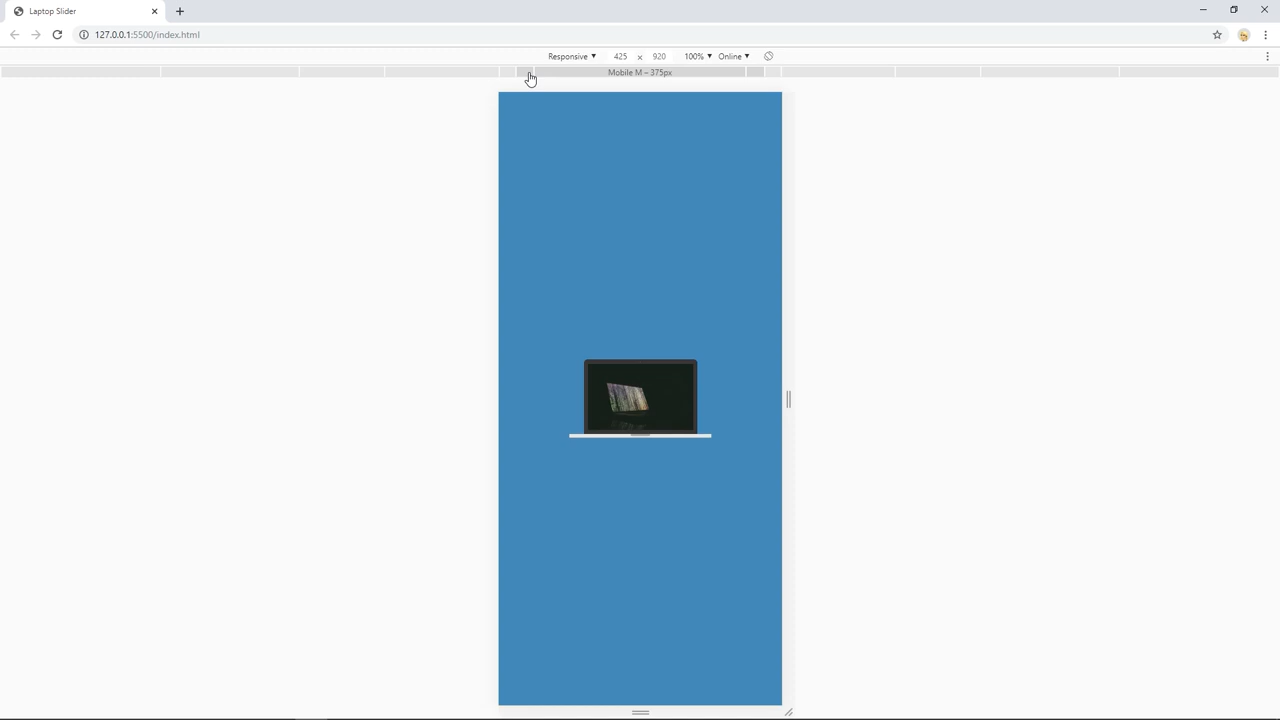 Laptop Slider
127.0.0.1:5500/index.html
Responsive 425 x 920 100% Online
Mobile M – 375px